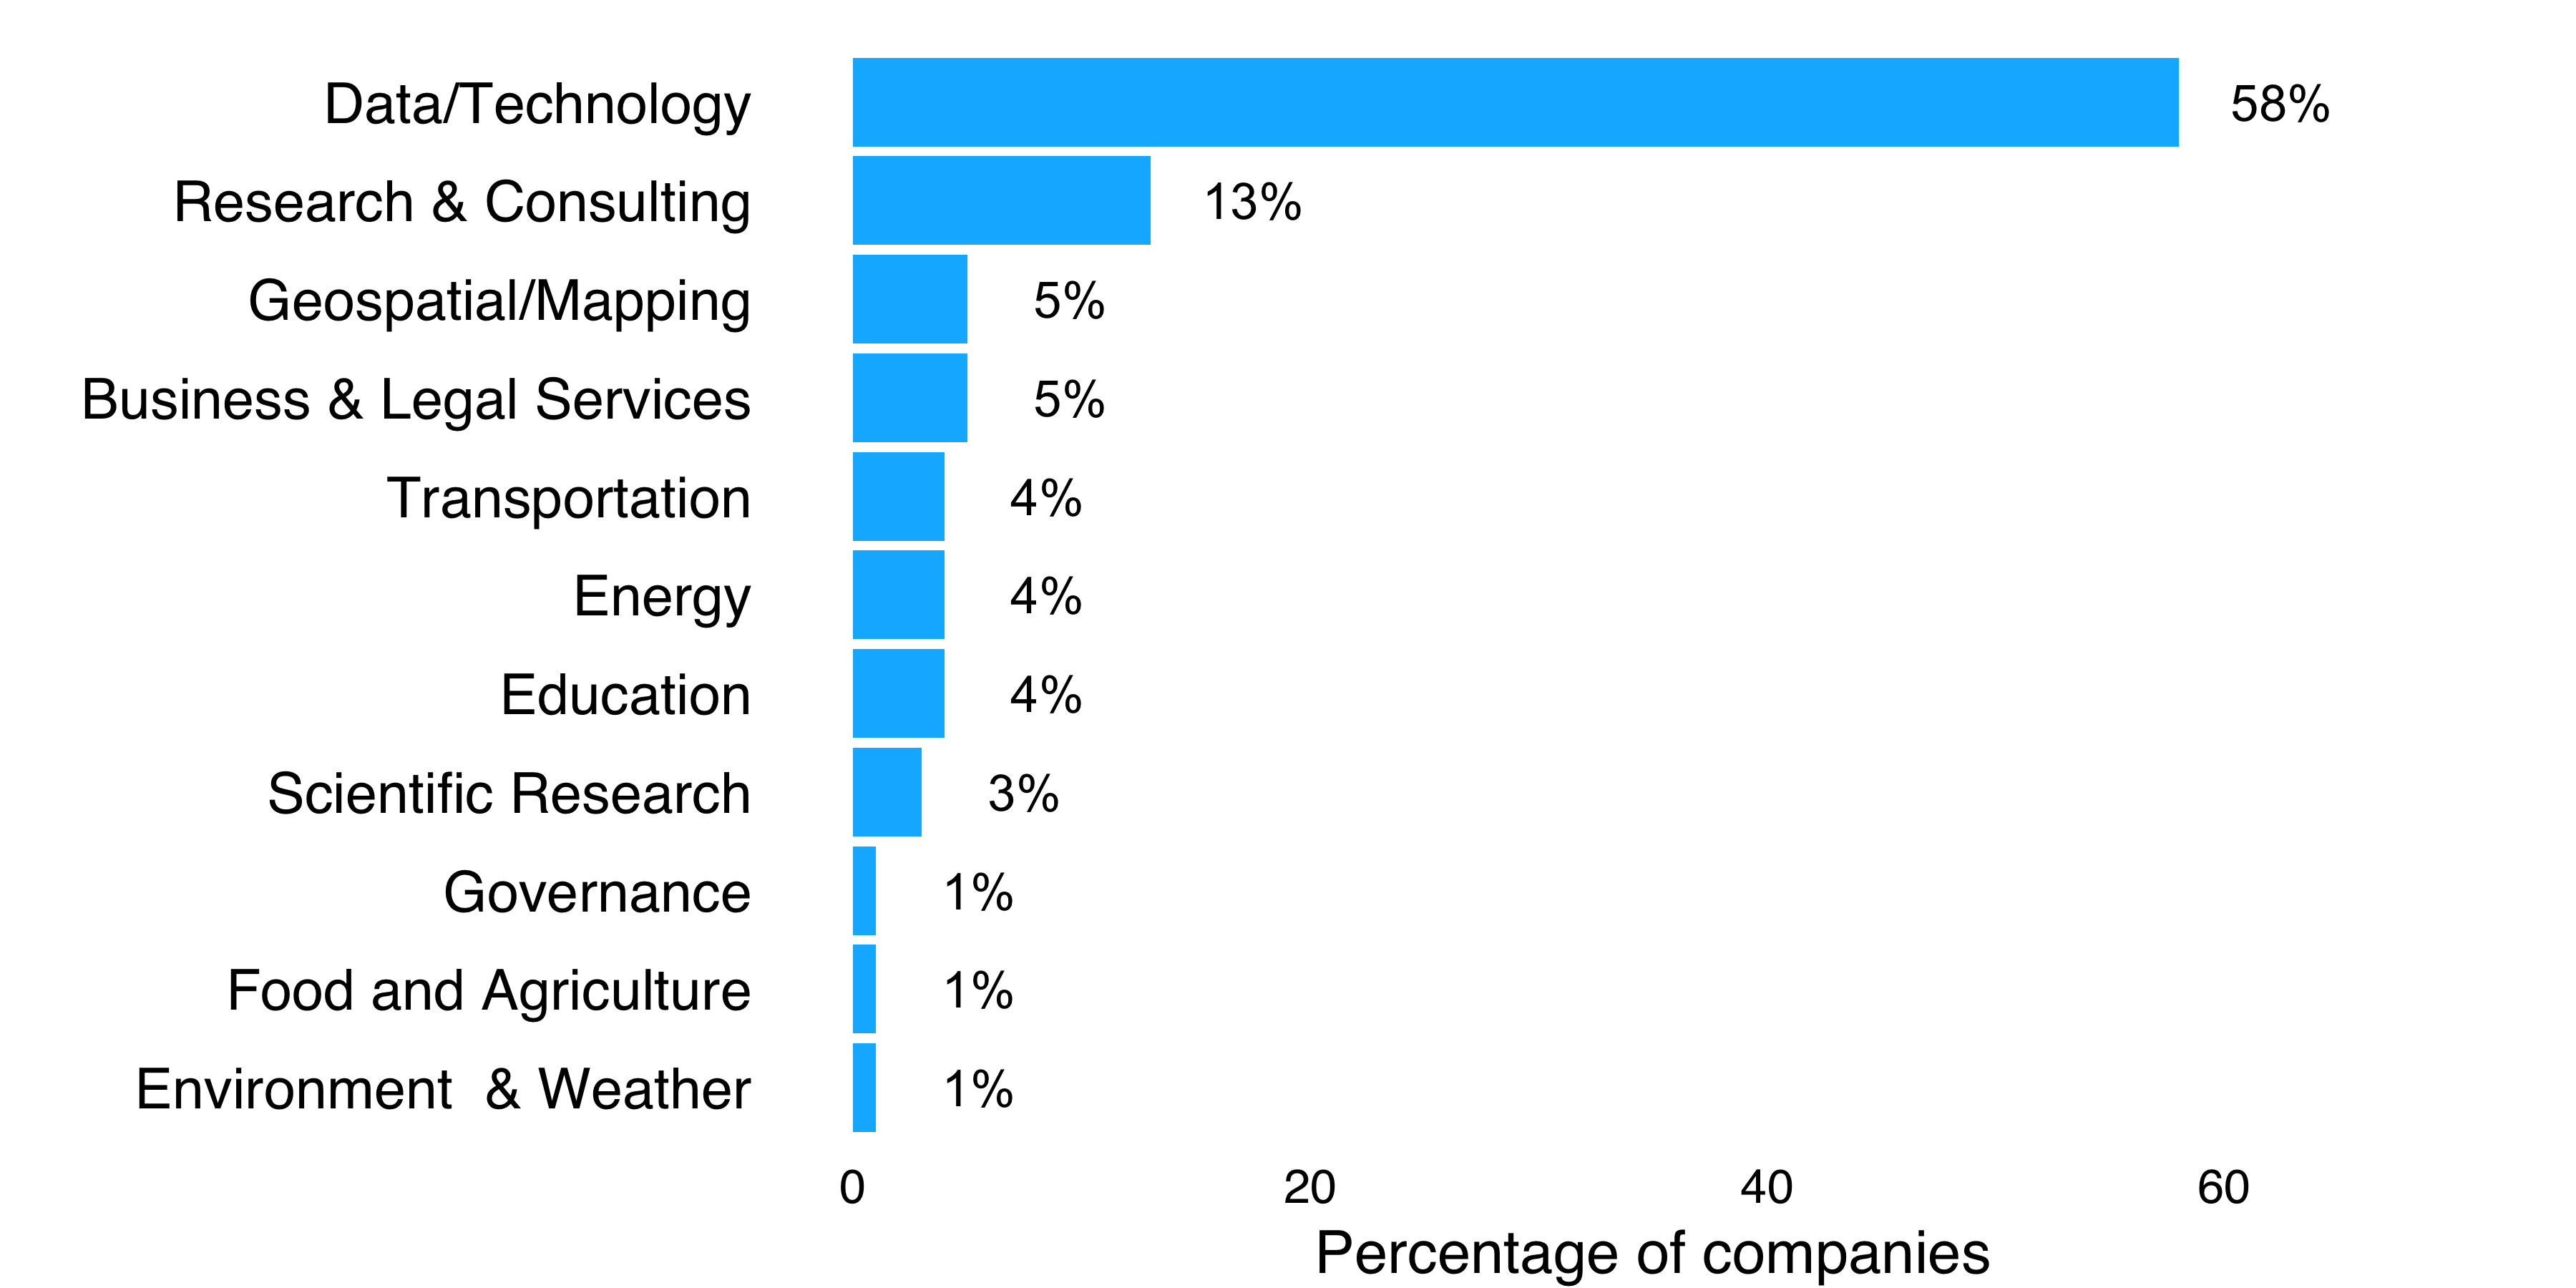 Data/Technology 58%
Research & Consulting 13%
Geospatial/Mapping 5%
Business & Legal Services 5%
Transportation 4%
Energy 4%
Education 4%
Scientific Research 3%
Governance 1%
Food and Agriculture 1%
Environment  & Weather 1%
0 20 40 60
Percentage of companies